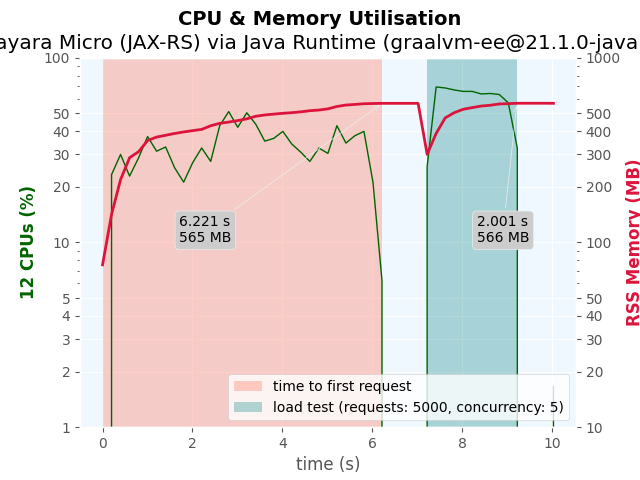 CPU & Memory Utilisation
ayara Micro (JAX-RS) via Java Runtime (graalvm-ee@21.1.0-java
100
50
40
30
20
10
5
4
3
2
1
12 CPUs (%)
1000
500
400
300
200
100
50
40
30
20
10
RSS Memory (MB)
6.221 s
565 MB
2.001 s
566 MB
time to first request
load test (requests: 5000, concurrency: 5)
0
2
4
6
8
10
time (s)